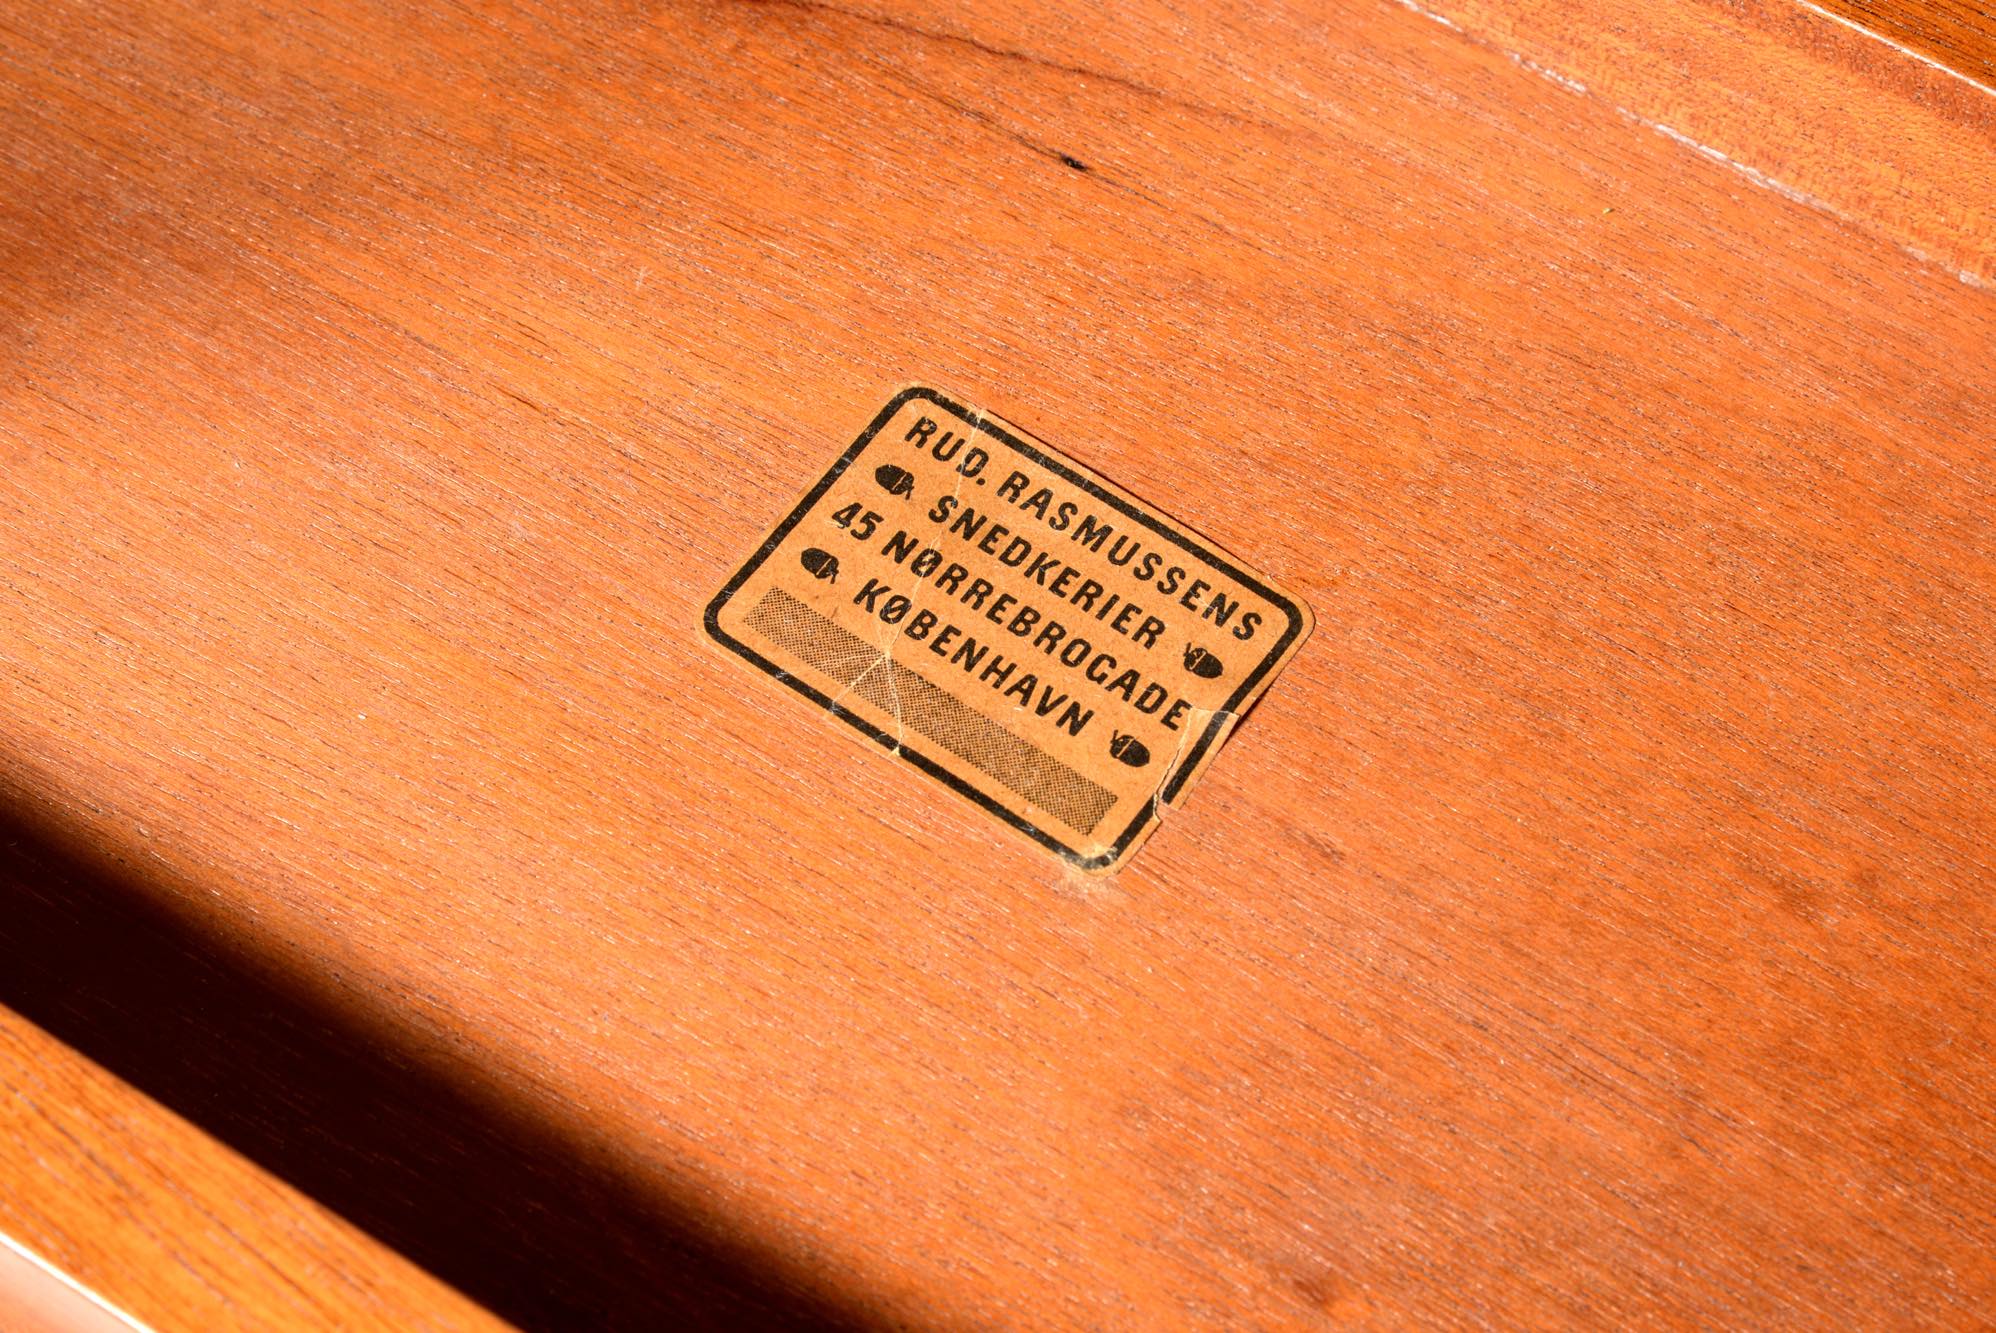 RUD. RASMUSSENS
SNEDKERIER
45 NØRREBROGADE
KØBENHAVN